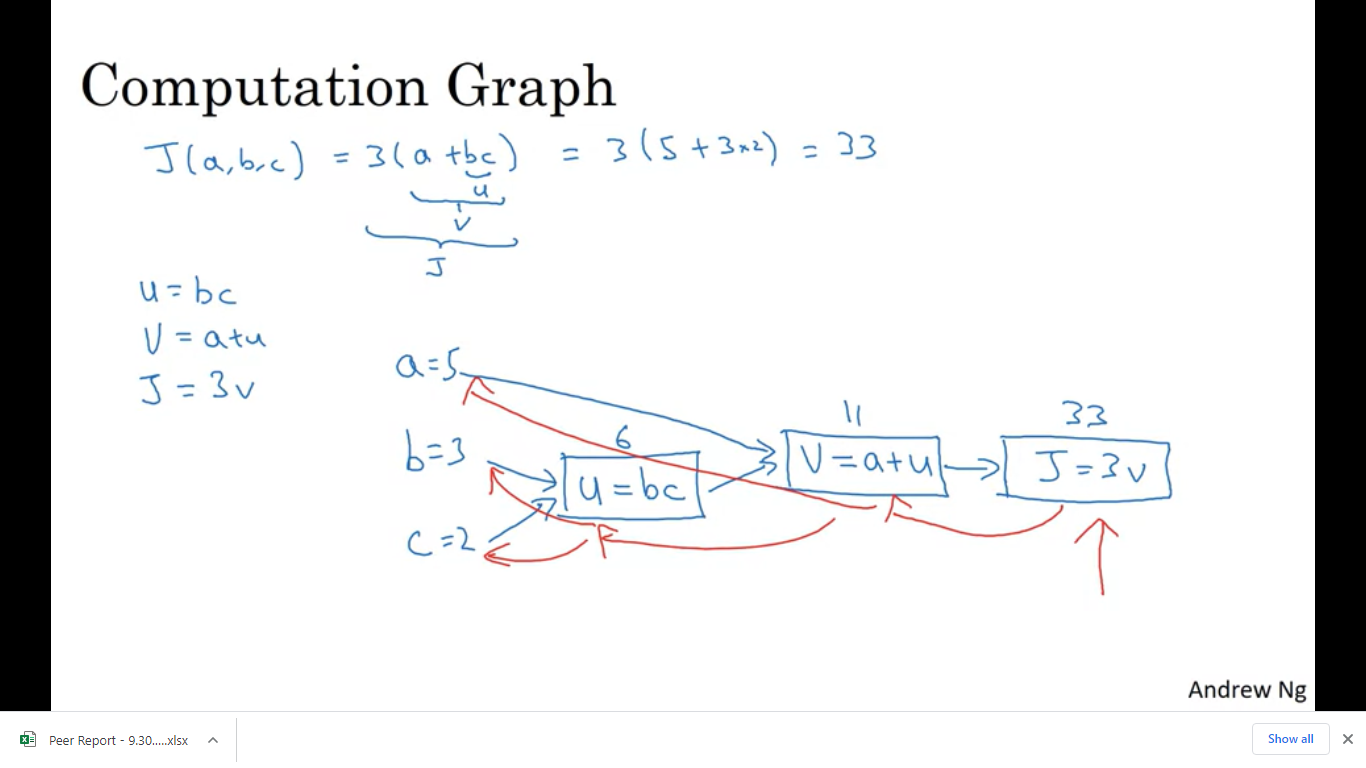 Computation Graph
J(a,b,c) = 3(a+bc) = 3(5+3×2) = 33
u
v
J
u = bc
V = a+u
J = 3v
a=5
11
33
b=3
6
V = a+u
J = 3v
u = bc
c=2
Andrew Ng
Peer Report - 9.30.....xlsx
Show all